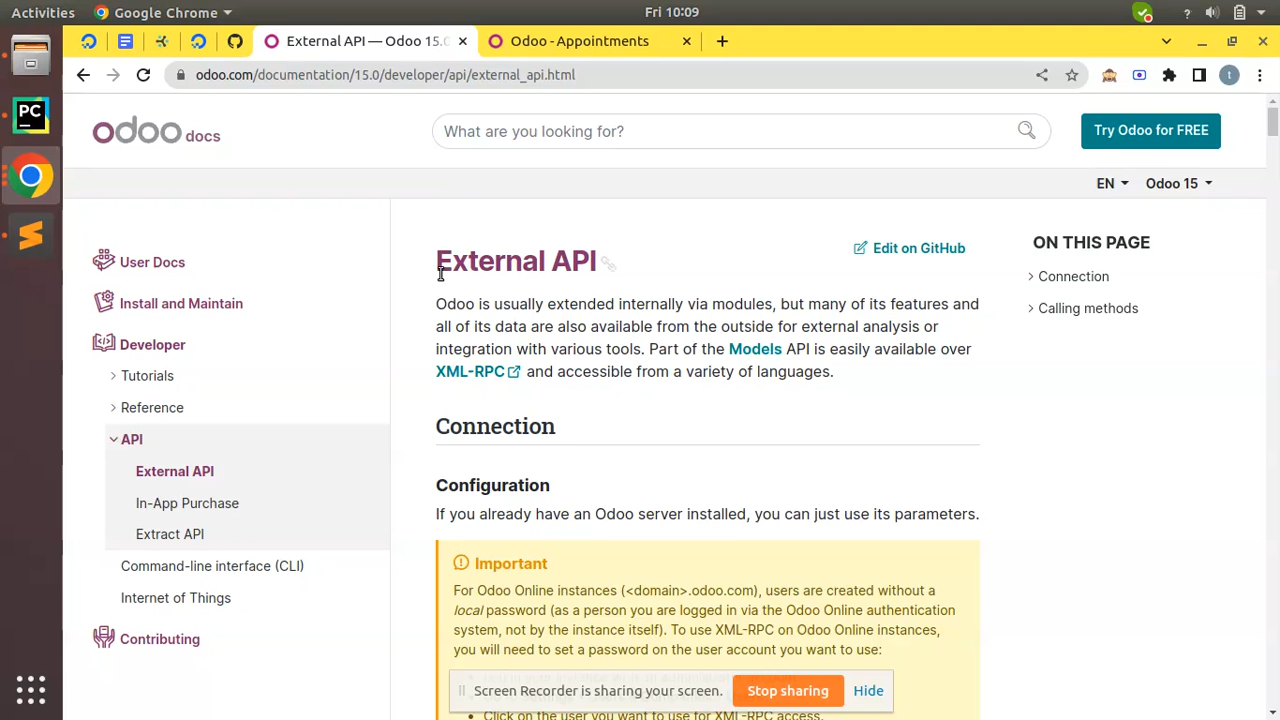 Activities
Google Chrome
Fri 10:09
External API — Odoo 15.0
Odoo - Appointments
odoo.com/documentation/15.0/developer/api/external_api.html
odoo docs
What are you looking for?
Try Odoo for FREE
EN
Odoo 15
User Docs
Install and Maintain
Developer
Tutorials
Reference
API
External API
In-App Purchase
Extract API
Command-line interface (CLI)
Internet of Things
Contributing
External API
Edit on GitHub
Odoo is usually extended internally via modules, but many of its features and
all of its data are also available from the outside for external analysis or
integration with various tools. Part of the Models API is easily available over
XML-RPC and accessible from a variety of languages.
Connection
Configuration
If you already have an Odoo server installed, you can just use its parameters.
Important
For Odoo Online instances (<domain>.odoo.com), users are created without a
local password (as a person you are logged in via the Odoo Online authentication
system, not by the instance itself). To use XML-RPC on Odoo Online instances,
you will need to set a password on the user account you want to use:
Click on the user you want to use for XML-RPC access.
ON THIS PAGE
Connection
Calling methods
Screen Recorder is sharing your screen.
Stop sharing
Hide
PC
t